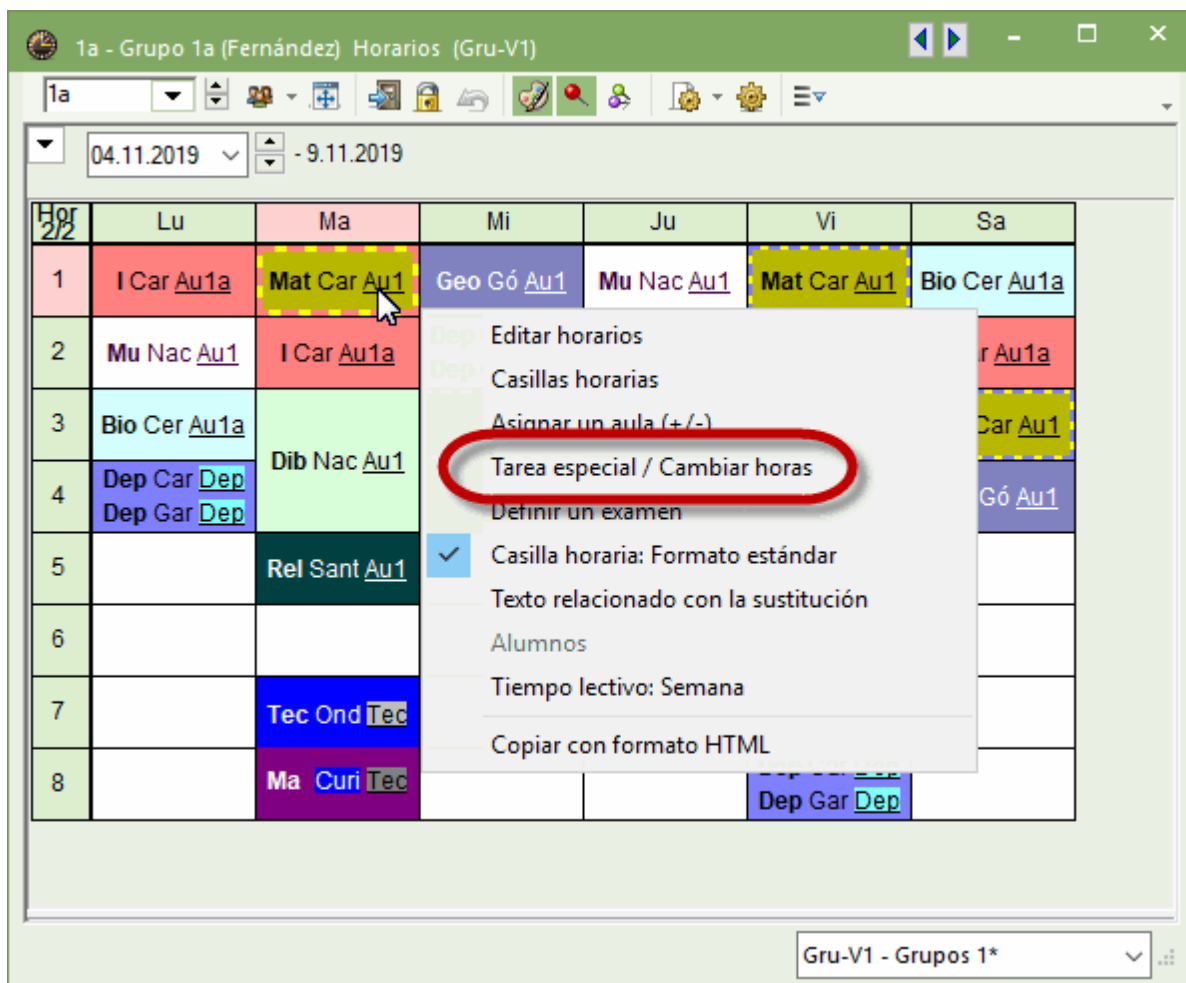 1a - Grupo 1a (Fernández) Horarios (Gru-V1)
1a
04.11.2019 - 9.11.2019
Hor 2/2 Lu Ma Mi Ju Vi Sa
1 I Car Au1a Mat Car Au1 Geo Gó Au1 Mu Nac Au1 Mat Car Au1 Bio Cer Au1a
2 Mu Nac Au1 I Car Au1a Au1a
3 Bio Cer Au1a Dib Nac Au1 Car Au1
4 Dep Car Dep Gó Au1
Dep Gar Dep
5 Rel Sant Au1
6
7 Tec Ond Tec
8 Ma Curi Tec
Dep Gar Dep
Editar horarios
Casillas horarias
Asignar un aula (+/-)
Tarea especial / Cambiar horas
Definir un examen
Casilla horaria: Formato estándar
Texto relacionado con la sustitución
Alumnos
Tiempo lectivo: Semana
Copiar con formato HTML
Gru-V1 - Grupos 1*